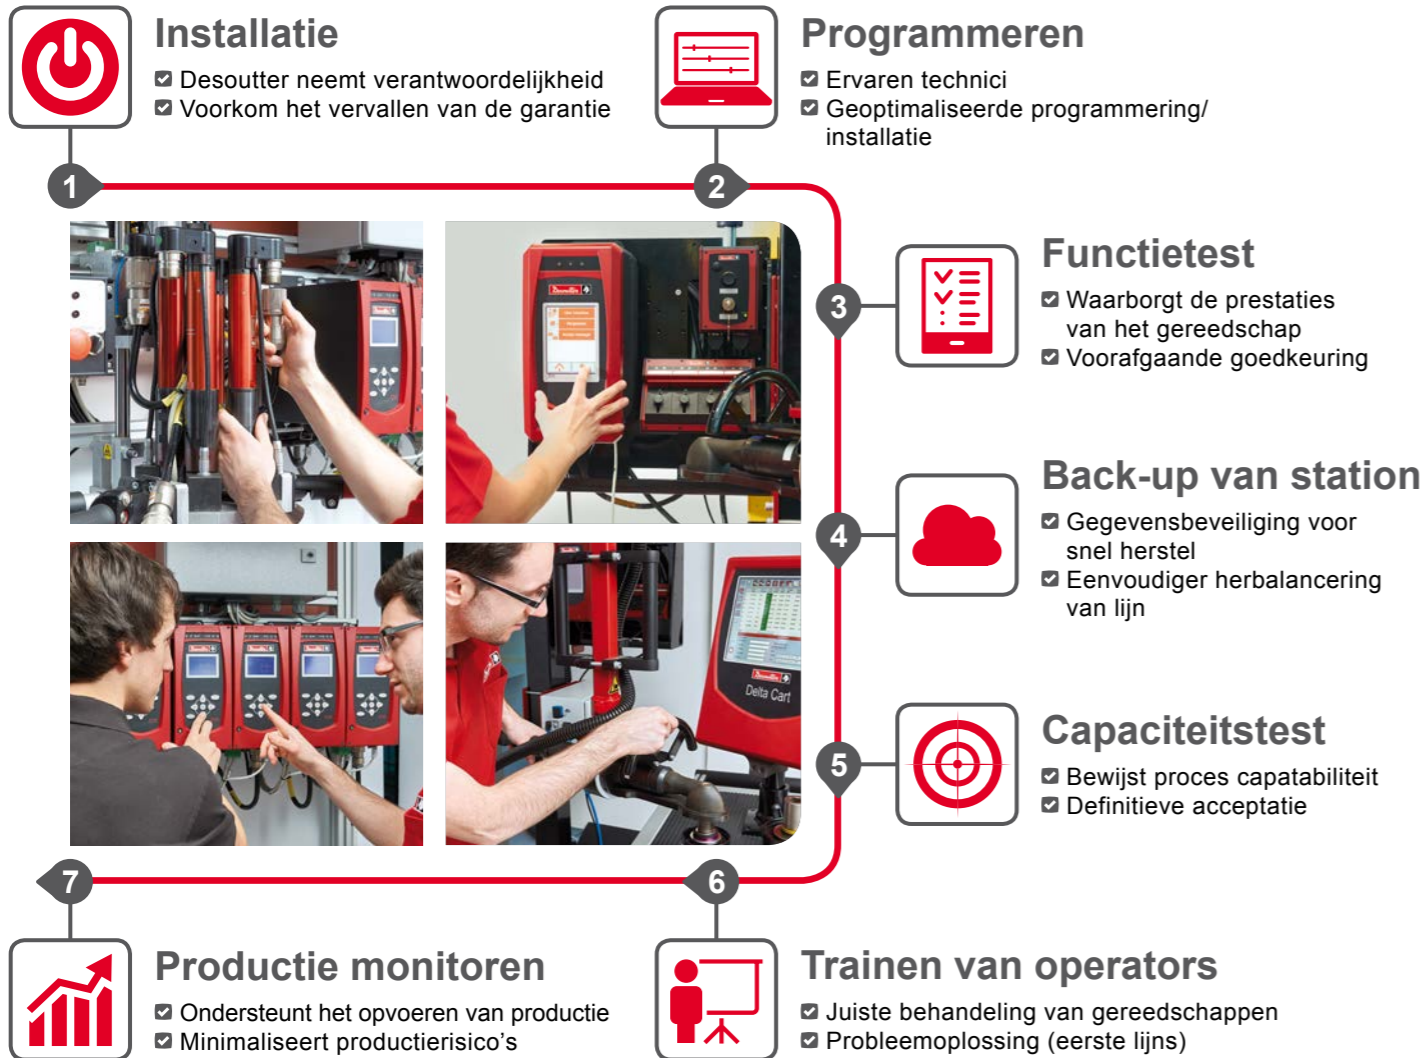 Installatie
Desoutter neemt verantwoordelijkheid
Voorkom het vervallen van de garantie
1
Programmeren
Ervaren technici
Geoptimaliseerde programmering/
installatie
2
3
Functietest
Waarborgt de prestaties
van het gereedschap
Voorafgaande goedkeuring
4
Back-up van station
Gegevensbeveiliging voor
snel herstel
Eenvoudiger herbalancering
van lijn
Desoutter
Delta Cart
5
Capaciteitstest
Bewijst proces capatabiliteit
Definitieve acceptatie
6
Trainen van operators
Juiste behandeling van gereedschappen
Probleemoplossing (eerste lijns)
7
Productie monitoren
Ondersteunt het opvoeren van productie
Minimaliseert productierisico’s